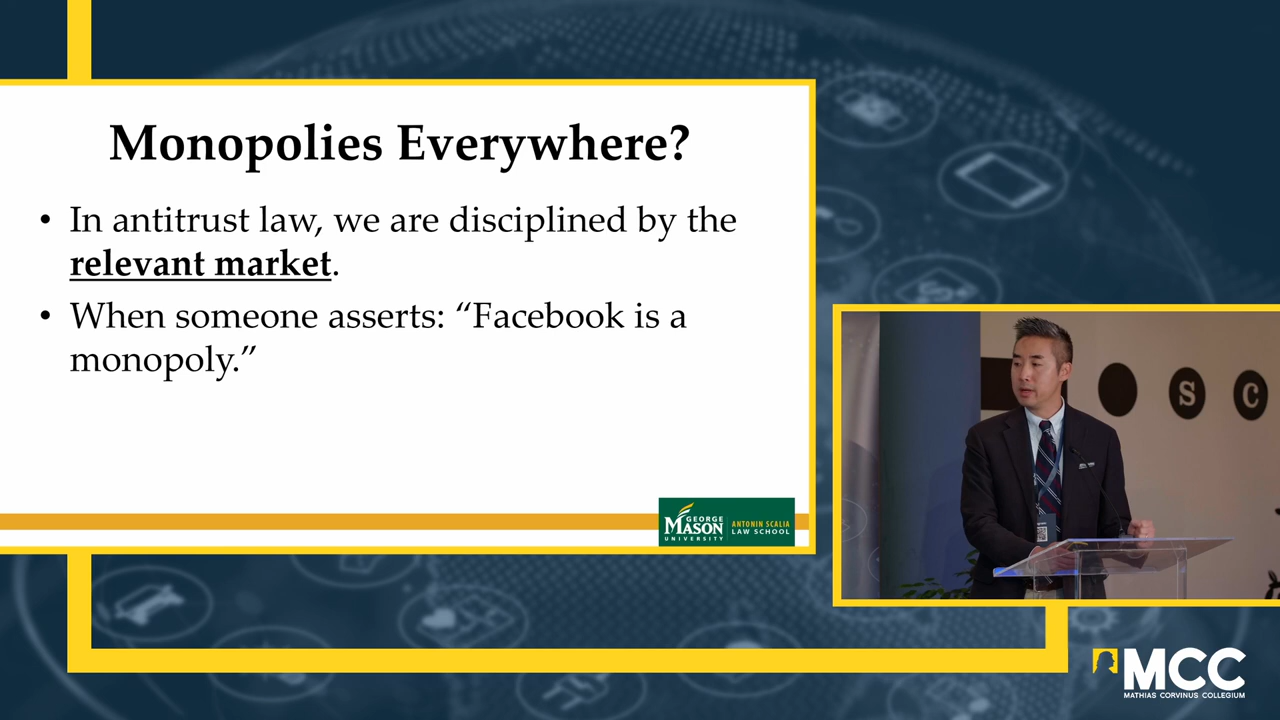 Monopolies Everywhere?
• In antitrust law, we are disciplined by the
relevant market.
• When someone asserts: “Facebook is a
monopoly.”
GEORGE
MASON
UNIVERSITY
ANTONIN SCALIA
LAW SCHOOL
S
C
MCC
MATHIAS CORVINUS COLLEGIUM